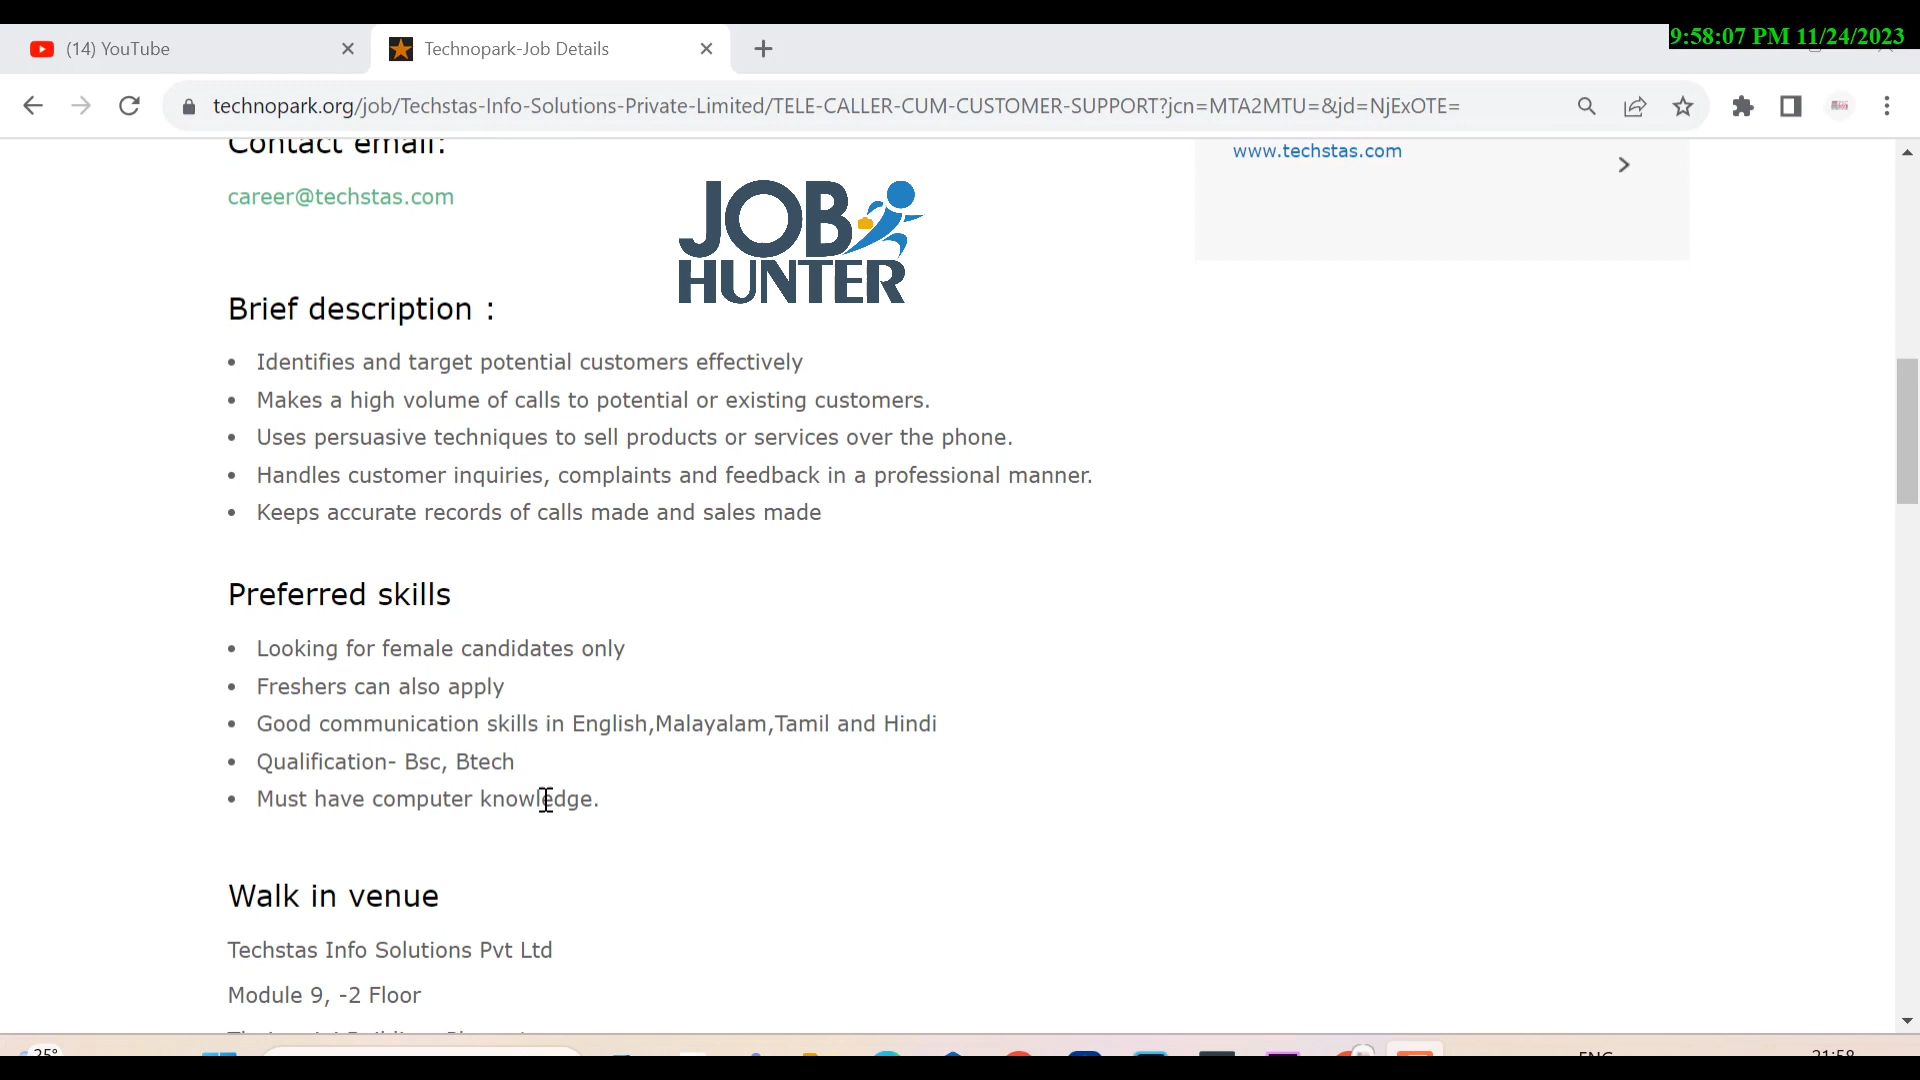 9:58:07 PM 11/24/2023
(14) YouTube
Technopark-Job Details
technopark.org/job/Techstas-Info-Solutions-Private-Limited/TELE-CALLER-CUM-CUSTOMER-SUPPORT?jcn=MTA2MTU=&jd=NjExOTE=
Contact email:
www.techstas.com
career@techstas.com
JOB
HUNTER
Brief description :
• Identifies and target potential customers effectively
• Makes a high volume of calls to potential or existing customers.
• Uses persuasive techniques to sell products or services over the phone.
• Handles customer inquiries, complaints and feedback in a professional manner.
• Keeps accurate records of calls made and sales made
Preferred skills
• Looking for female candidates only
• Freshers can also apply
• Good communication skills in English,Malayalam,Tamil and Hindi
• Qualification- Bsc, Btech
• Must have computer knowledge.
Walk in venue
Techstas Info Solutions Pvt Ltd
Module 9, -2 Floor
25°
ENG
21:58